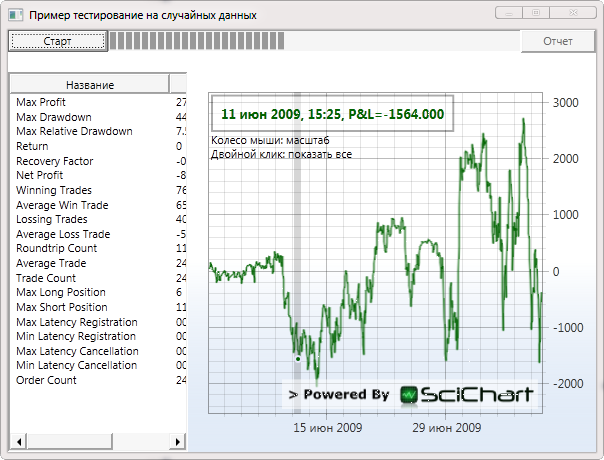 Пример тестирование на случайных данных
Старт
Отчет
Название
Max Profit 27
Max Drawdown 44
Max Relative Drawdown 7.5
Return 0
Recovery Factor -0
Net Profit -8
Winning Trades 76
Average Win Trade 65
Lossing Trades 40
Average Loss Trade -5
Roundtrip Count 11
Average Trade 24
Trade Count 24
Max Long Position 6
Max Short Position 11
Max Latency Registration 00
Min Latency Registration 00
Max Latency Cancellation 00
Min Latency Cancellation 00
Order Count 24
11 июн 2009, 15:25, P&L=-1564.000
Колесо мыши: масштаб
Двойной клик: показать все
3000
2000
1000
0
-1000
-2000
> Powered By SciChart
15 июн 2009
29 июн 2009